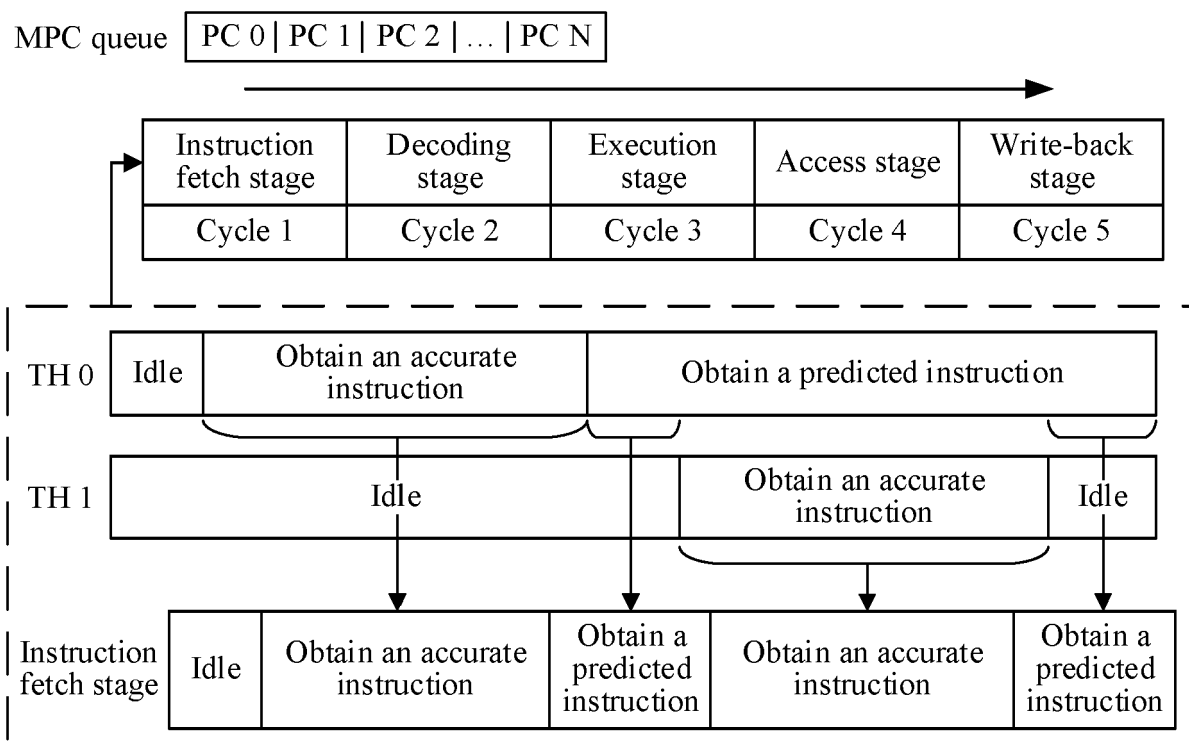 MPC queue PC 0 | PC 1 | PC 2 | ... | PC N
Instruction fetch stage
Decoding stage
Execution stage
Access stage
Write-back stage
Cycle 1
Cycle 2
Cycle 3
Cycle 4
Cycle 5
TH 0
Idle
Obtain an accurate
instruction
Obtain a predicted instruction
TH 1
Idle
Obtain an accurate
instruction
Idle
Instruction
fetch stage
Idle
Obtain an accurate
instruction
Obtain a
predicted
instruction
Obtain an accurate
instruction
Obtain a
predicted
instruction